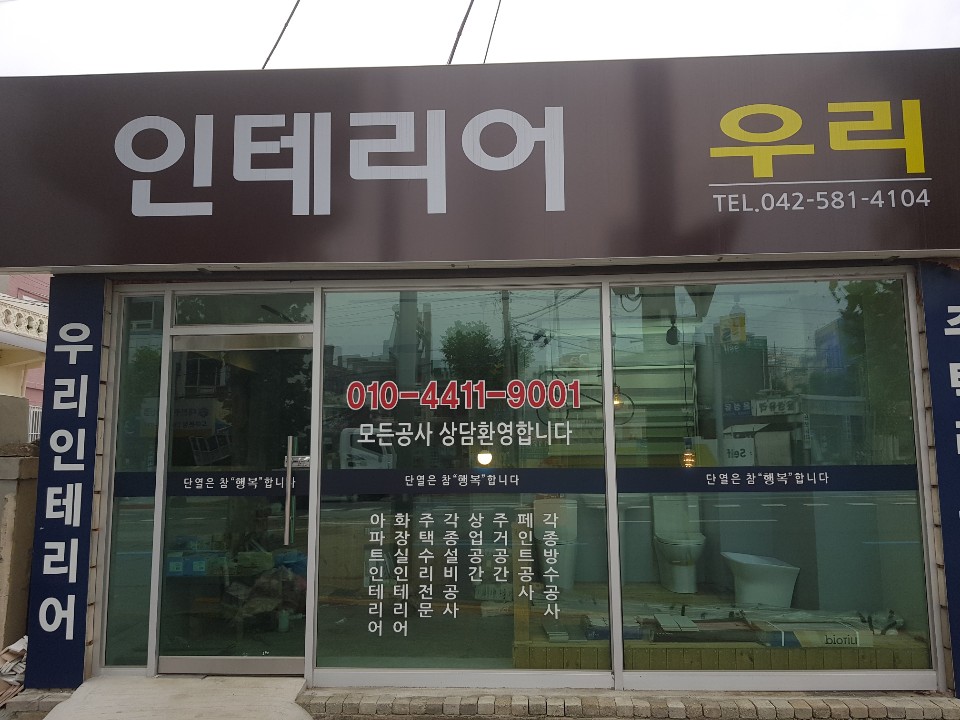 인테리어 우리
TEL.042-581-4104
우리인테리어
010-4411-9001
모든공사 상담환영합니다
단열은 참“행복”합니다
단열은 참“행복”합니다
단열은 참“행복”합니다
아파트인테리어
화장실인테리어
주택수리전문
각종설비공사
상업공간
주거공간
페인트공사
각종방수공사
Self